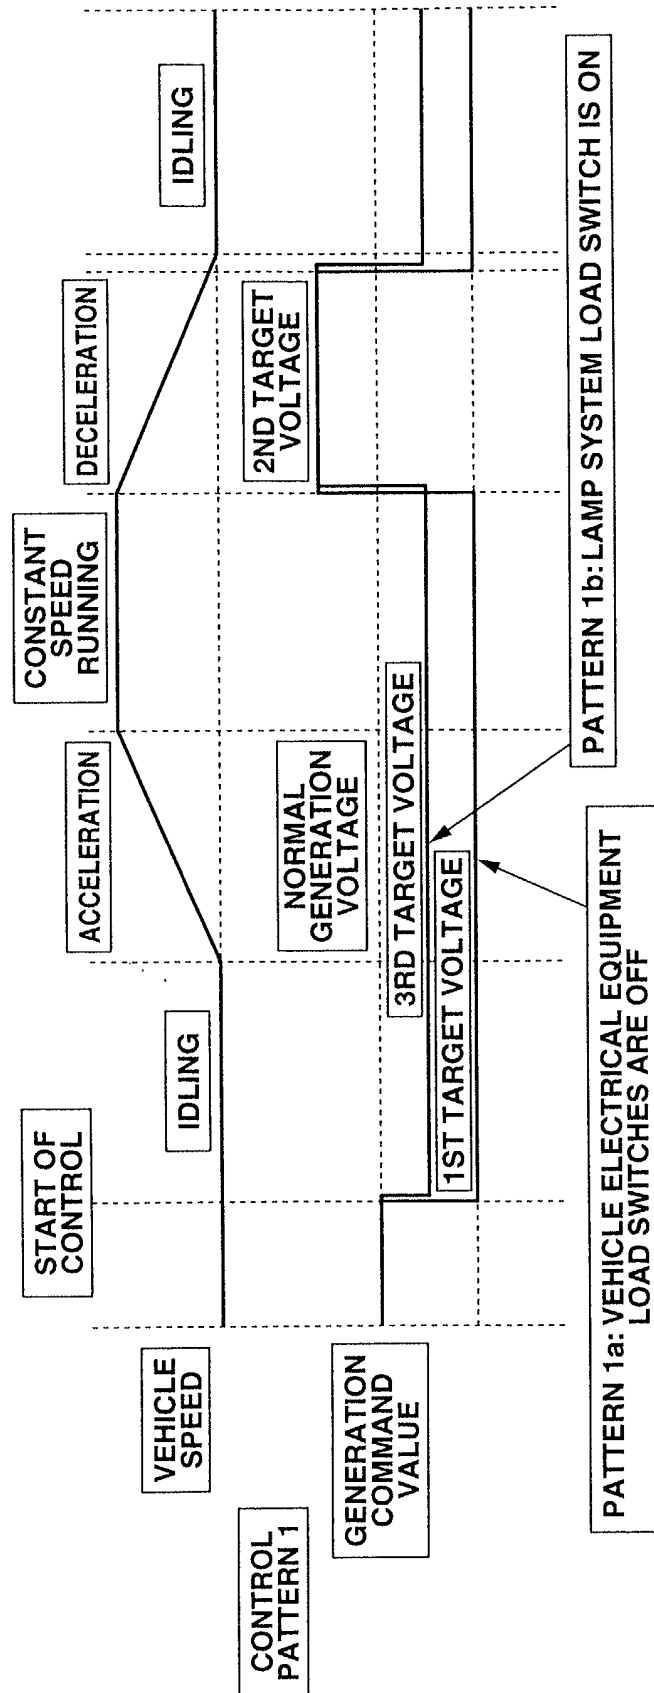 START OF
CONTROL
IDLING
ACCELERATION
CONSTANT
SPEED
RUNNING
DECELERATION
IDLING
VEHICLE
SPEED
CONTROL
PATTERN 1
GENERATION
COMMAND
VALUE
NORMAL
GENERATION
VOLTAGE
2ND TARGET
VOLTAGE
3RD TARGET VOLTAGE
1ST TARGET VOLTAGE
PATTERN 1b: LAMP SYSTEM LOAD SWITCH IS ON
PATTERN 1a: VEHICLE ELECTRICAL EQUIPMENT
LOAD SWITCHES ARE OFF